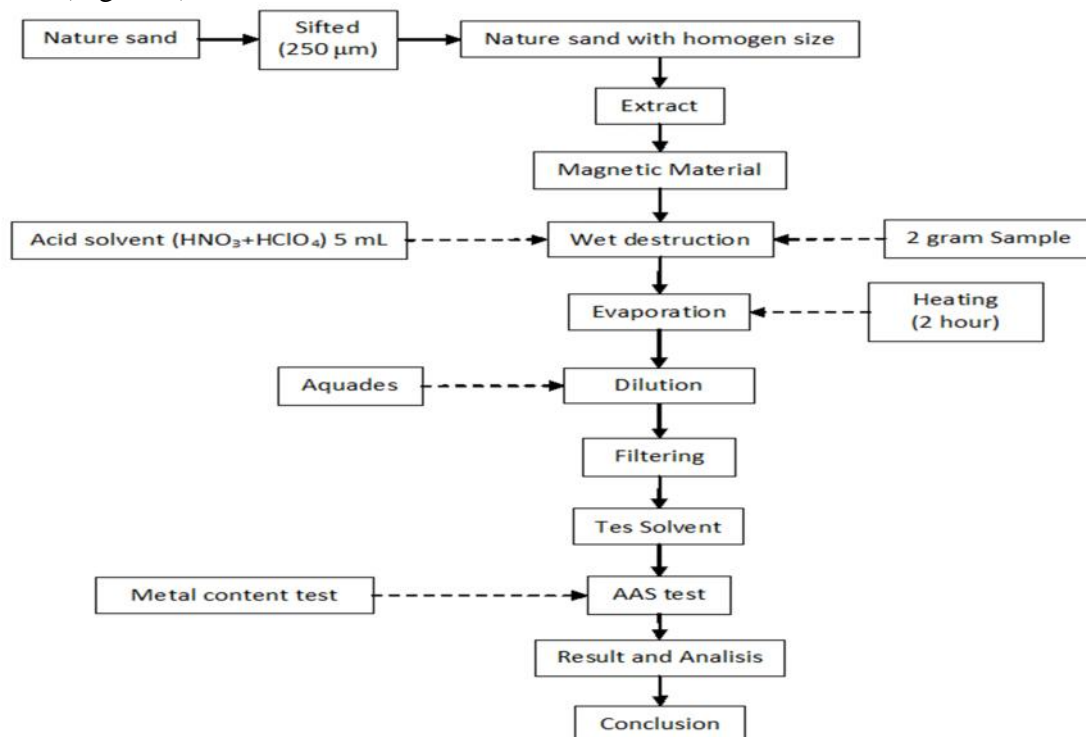 Nature sand
Sifted
(250 µm)
Nature sand with homogen size
Extract
Magnetic Material
Acid solvent (HNO₃+HClO₄) 5 mL
Wet destruction
2 gram Sample
Evaporation
Heating
(2 hour)
Aquades
Dilution
Filtering
Tes Solvent
Metal content test
AAS test
Result and Analisis
Conclusion